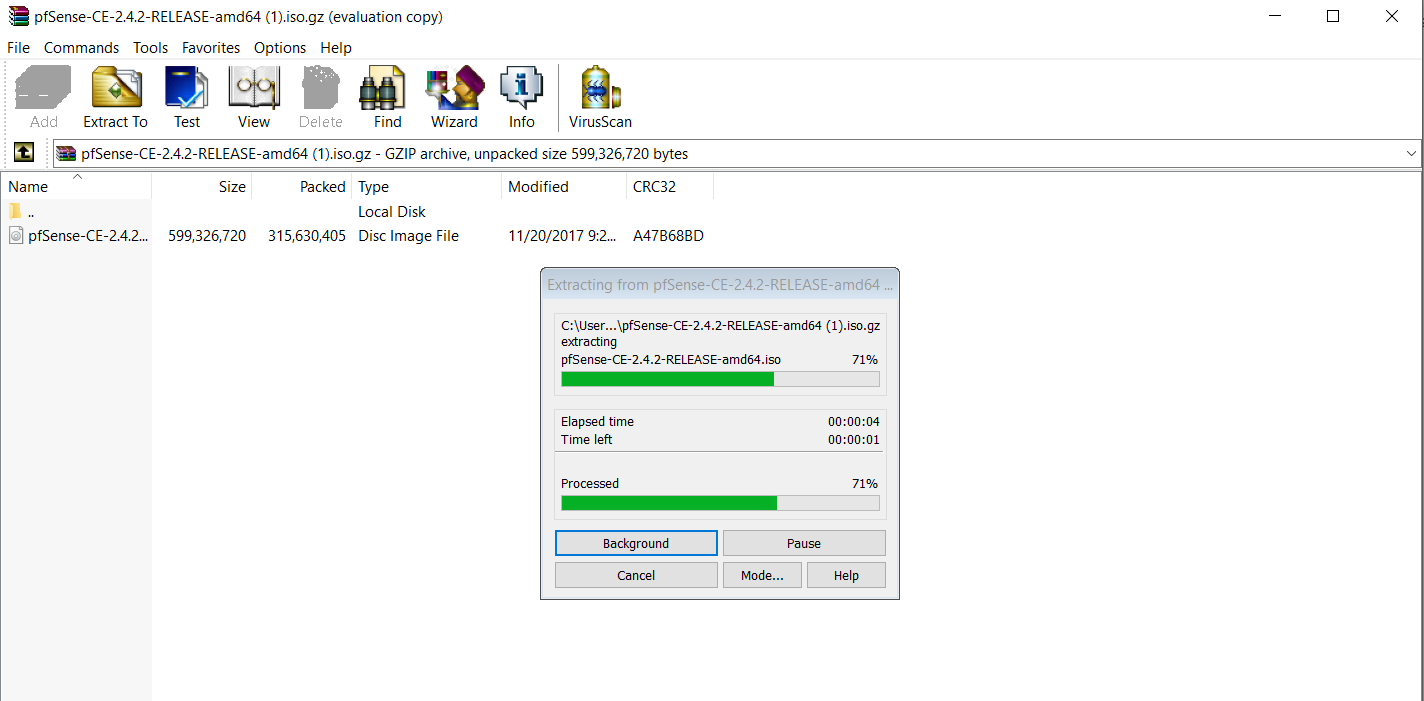 pfSense-CE-2.4.2-RELEASE-amd64 (1).iso.gz (evaluation copy)
File Commands Tools Favorites Options Help
Add Extract To Test View Delete Find Wizard Info VirusScan
pfSense-CE-2.4.2-RELEASE-amd64 (1).iso.gz - GZIP archive, unpacked size 599,326,720 bytes
Name Size Packed Type Modified CRC32
.. Local Disk
pfSense-CE-2.4.2... 599,326,720 315,630,405 Disc Image File 11/20/2017 9:2... A47B68BD
Extracting from pfSense-CE-2.4.2-RELEASE-amd64 ...
C:\User...\pfSense-CE-2.4.2-RELEASE-amd64 (1).iso.gz
extracting
pfSense-CE-2.4.2-RELEASE-amd64.iso 71%
Elapsed time 00:00:04
Time left 00:00:01
Processed 71%
Background Pause
Cancel Mode... Help